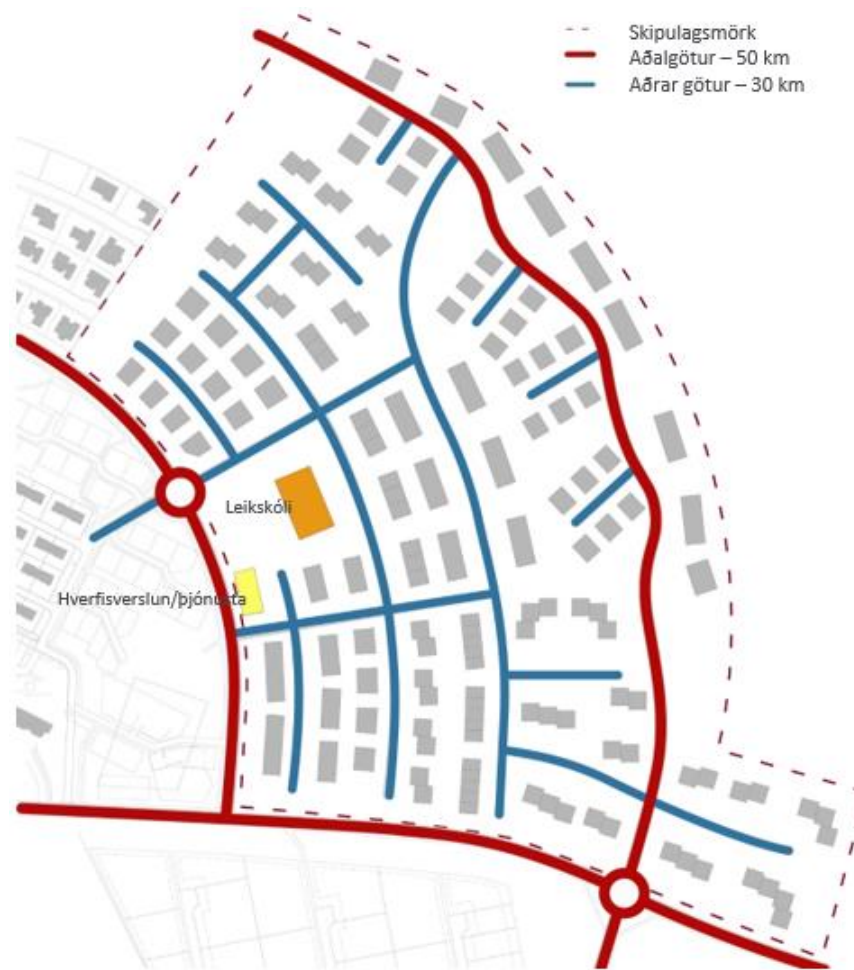 Skipulagsmörk
Aðalgötur – 50 km
Aðrar götur – 30 km
Leikskóli
Hverfisverslun/þjónusta